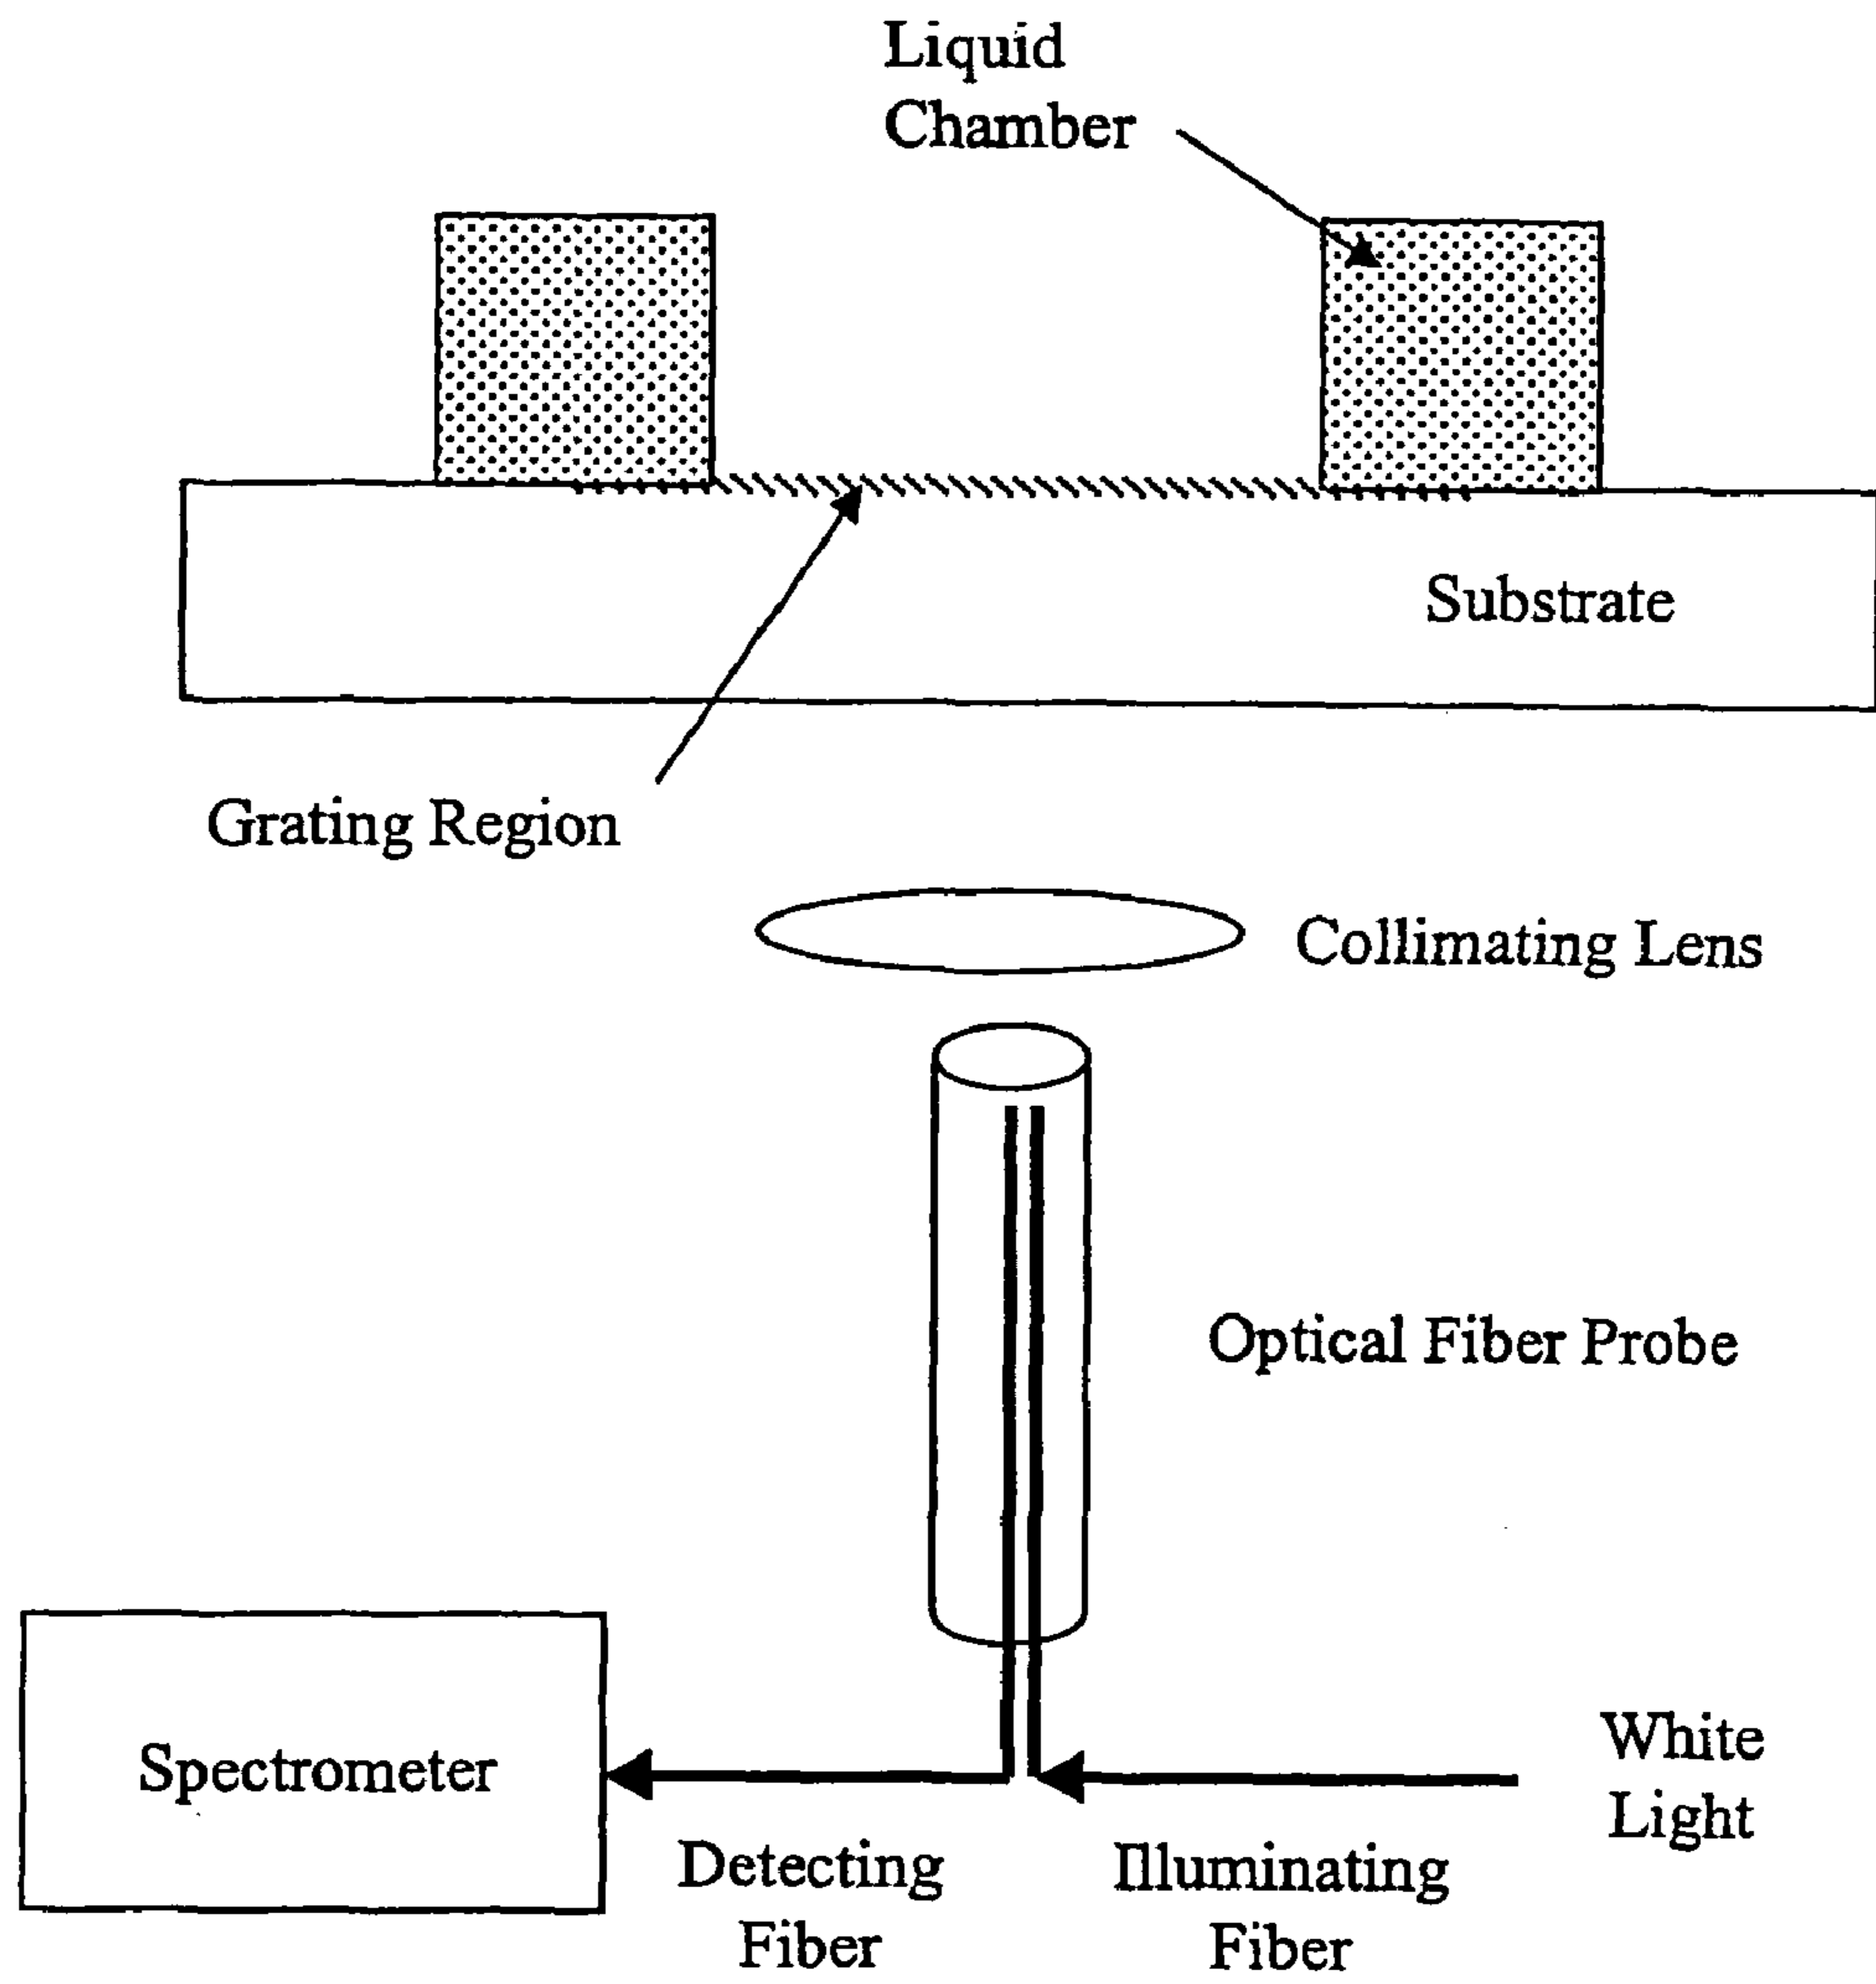 Liquid
Chamber
Substrate
Grating Region
Collimating Lens
Optical Fiber Probe
Spectrometer
White
Light
Detecting
Fiber
Illuminating
Fiber